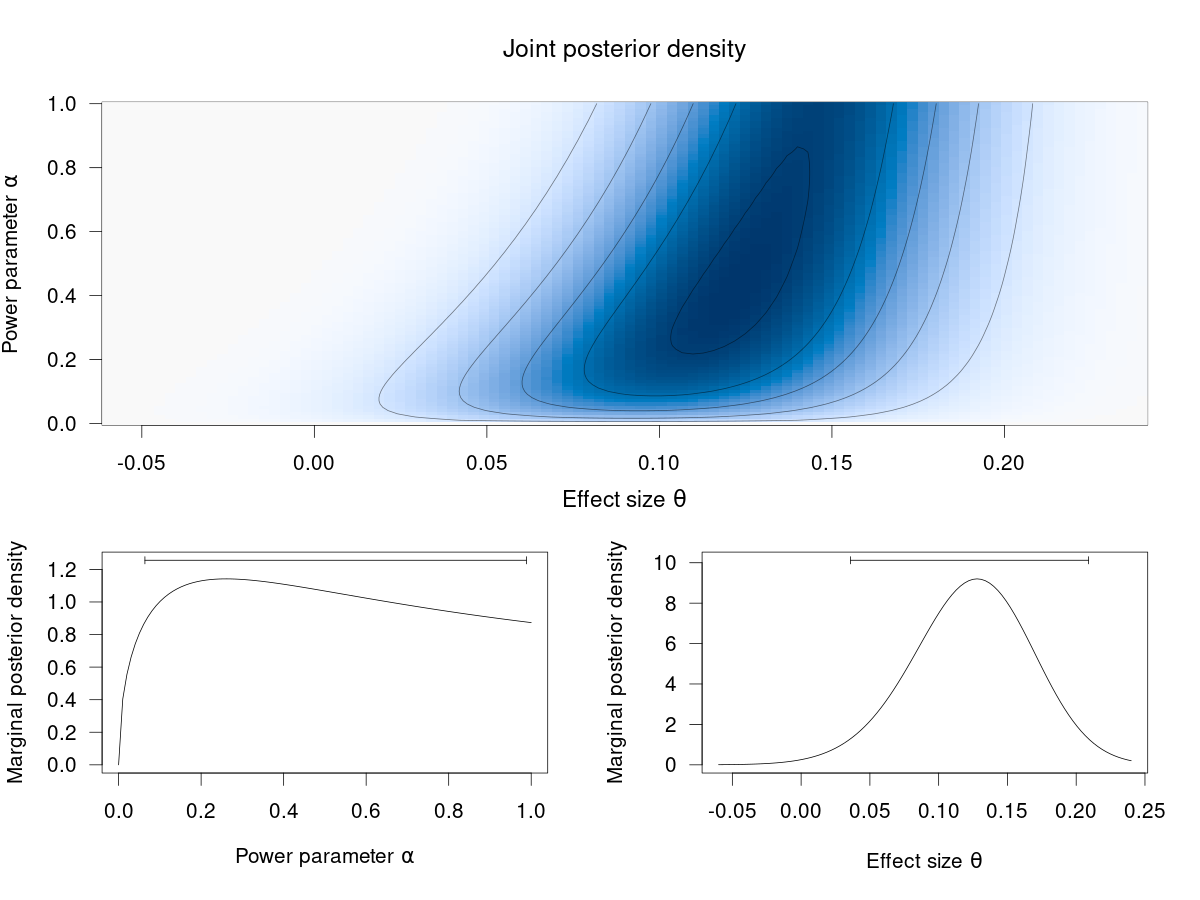 Joint posterior density
Power parameter α
1.0
0.8
0.6
0.4
0.2
0.0
-0.05 0.00 0.05 0.10 0.15 0.20
Effect size θ
Marginal posterior density
1.2
1.0
0.8
0.6
0.4
0.2
0.0
0.0 0.2 0.4 0.6 0.8 1.0
Power parameter α
Marginal posterior density
10
8
6
4
2
0
-0.05 0.00 0.05 0.10 0.15 0.20 0.25
Effect size θ